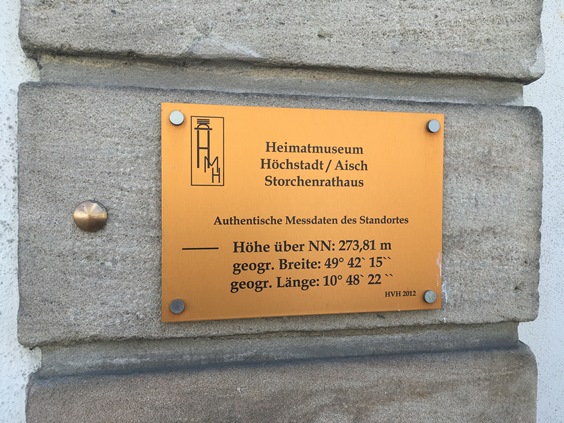 HMH
Heimatmuseum
Höchstadt/Aisch
Storchenrathaus
Authentische Messdaten des Standortes
Höhe über NN: 273,81 m
geogr. Breite: 49° 42` 15``
geogr. Länge: 10° 48` 22 ``
HVH 2012